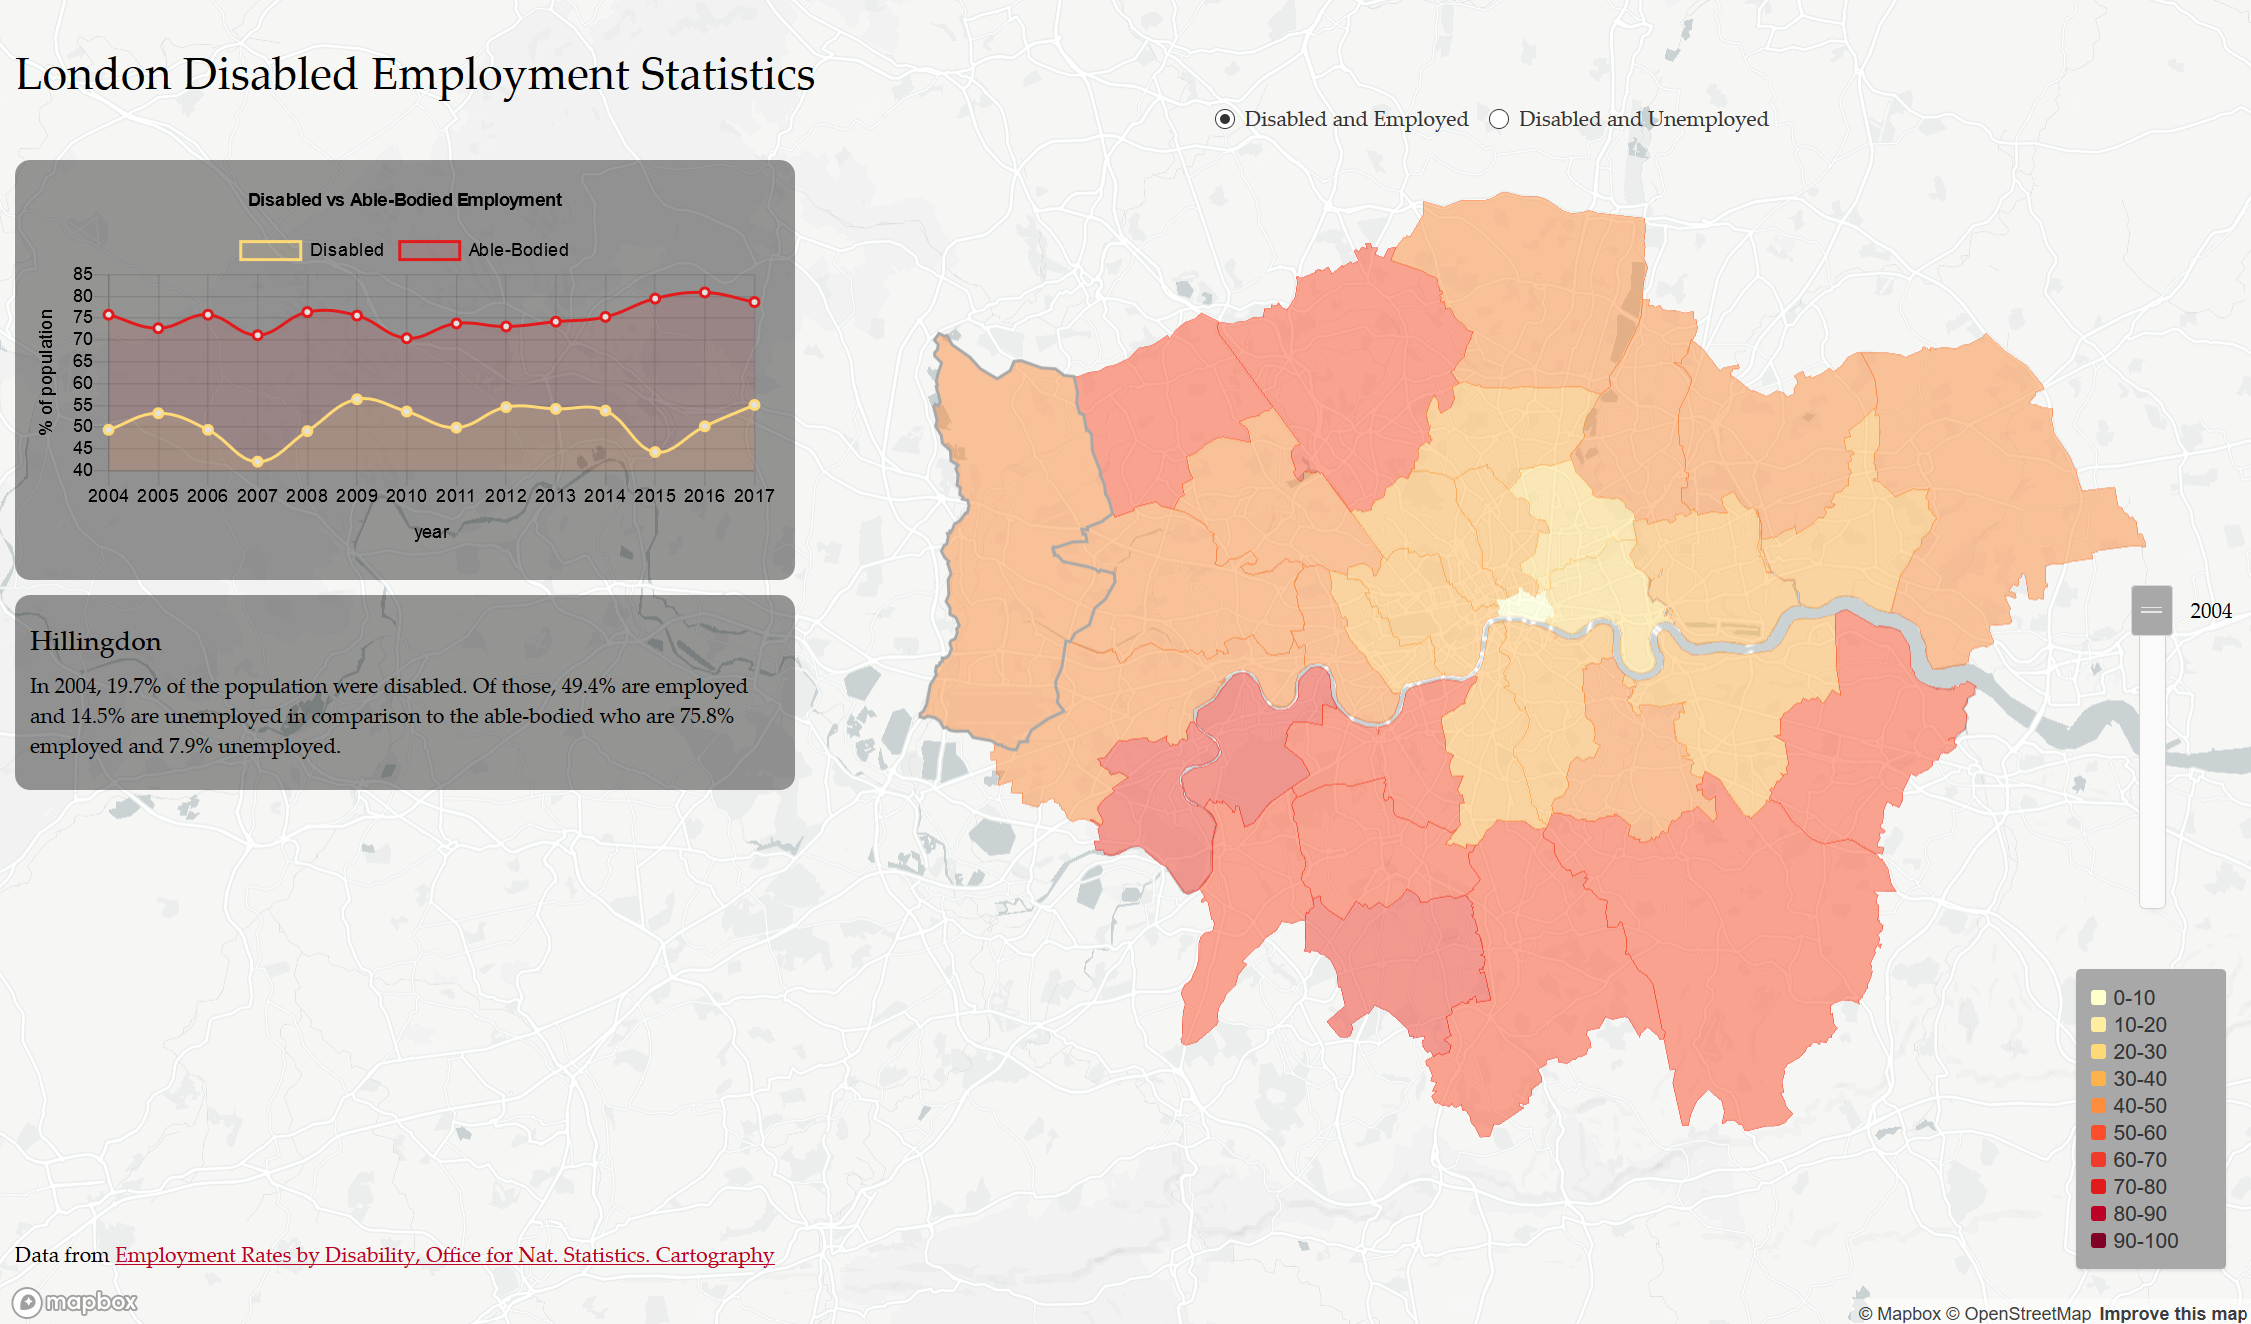 London Disabled Employment Statistics
Disabled and Employed
Disabled and Unemployed
Disabled vs Able-Bodied Employment
Disabled
Able-Bodied
85
80
75
70
65
60
55
50
45
40
% of population
2004 2005 2006 2007 2008 2009 2010 2011 2012 2013 2014 2015 2016 2017
year
Hillingdon
In 2004, 19.7% of the population were disabled. Of those, 49.4% are employed
and 14.5% are unemployed in comparison to the able-bodied who are 75.8%
employed and 7.9% unemployed.
2004
0-10
10-20
20-30
30-40
40-50
50-60
60-70
70-80
80-90
90-100
Data from Employment Rates by Disability, Office for Nat. Statistics. Cartography
mapbox
© Mapbox © OpenStreetMap Improve this map